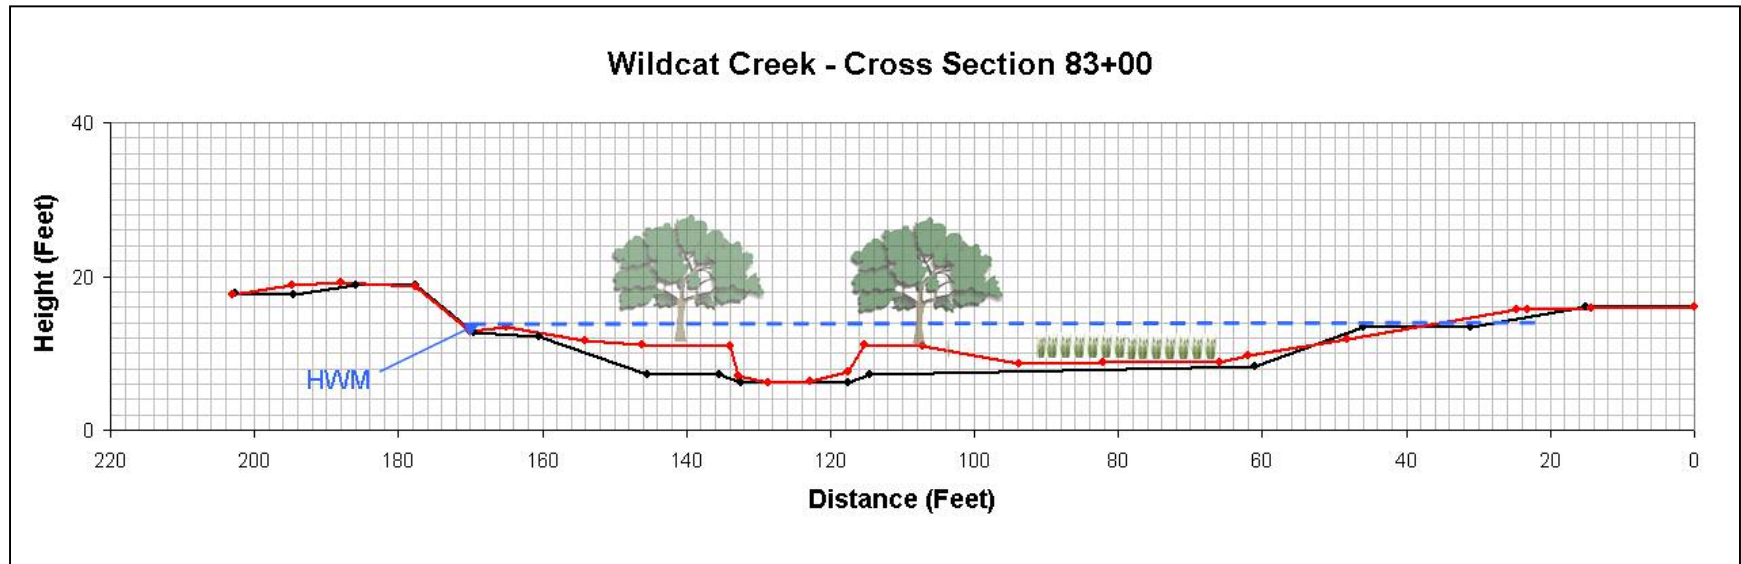 Wildcat Creek - Cross Section 83+00
40
20
0
Height (Feet)
HWM
220 200 180 160 140 120 100 80 60 40 20 0
Distance (Feet)